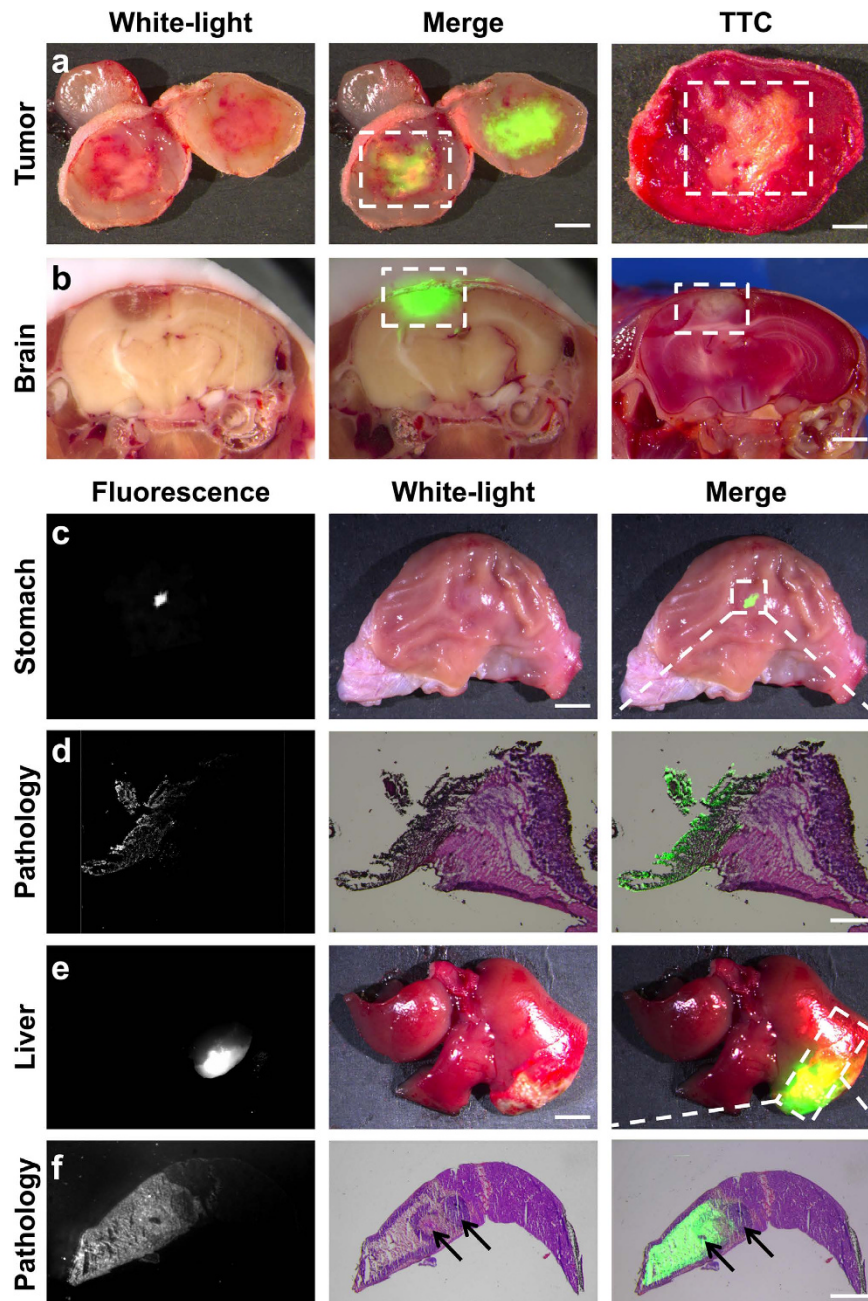 White-light Merge TTC
Tumor
a
Brain
b
Fluorescence White-light Merge
Stomach
c
Pathology
d
Liver
e
Pathology
f